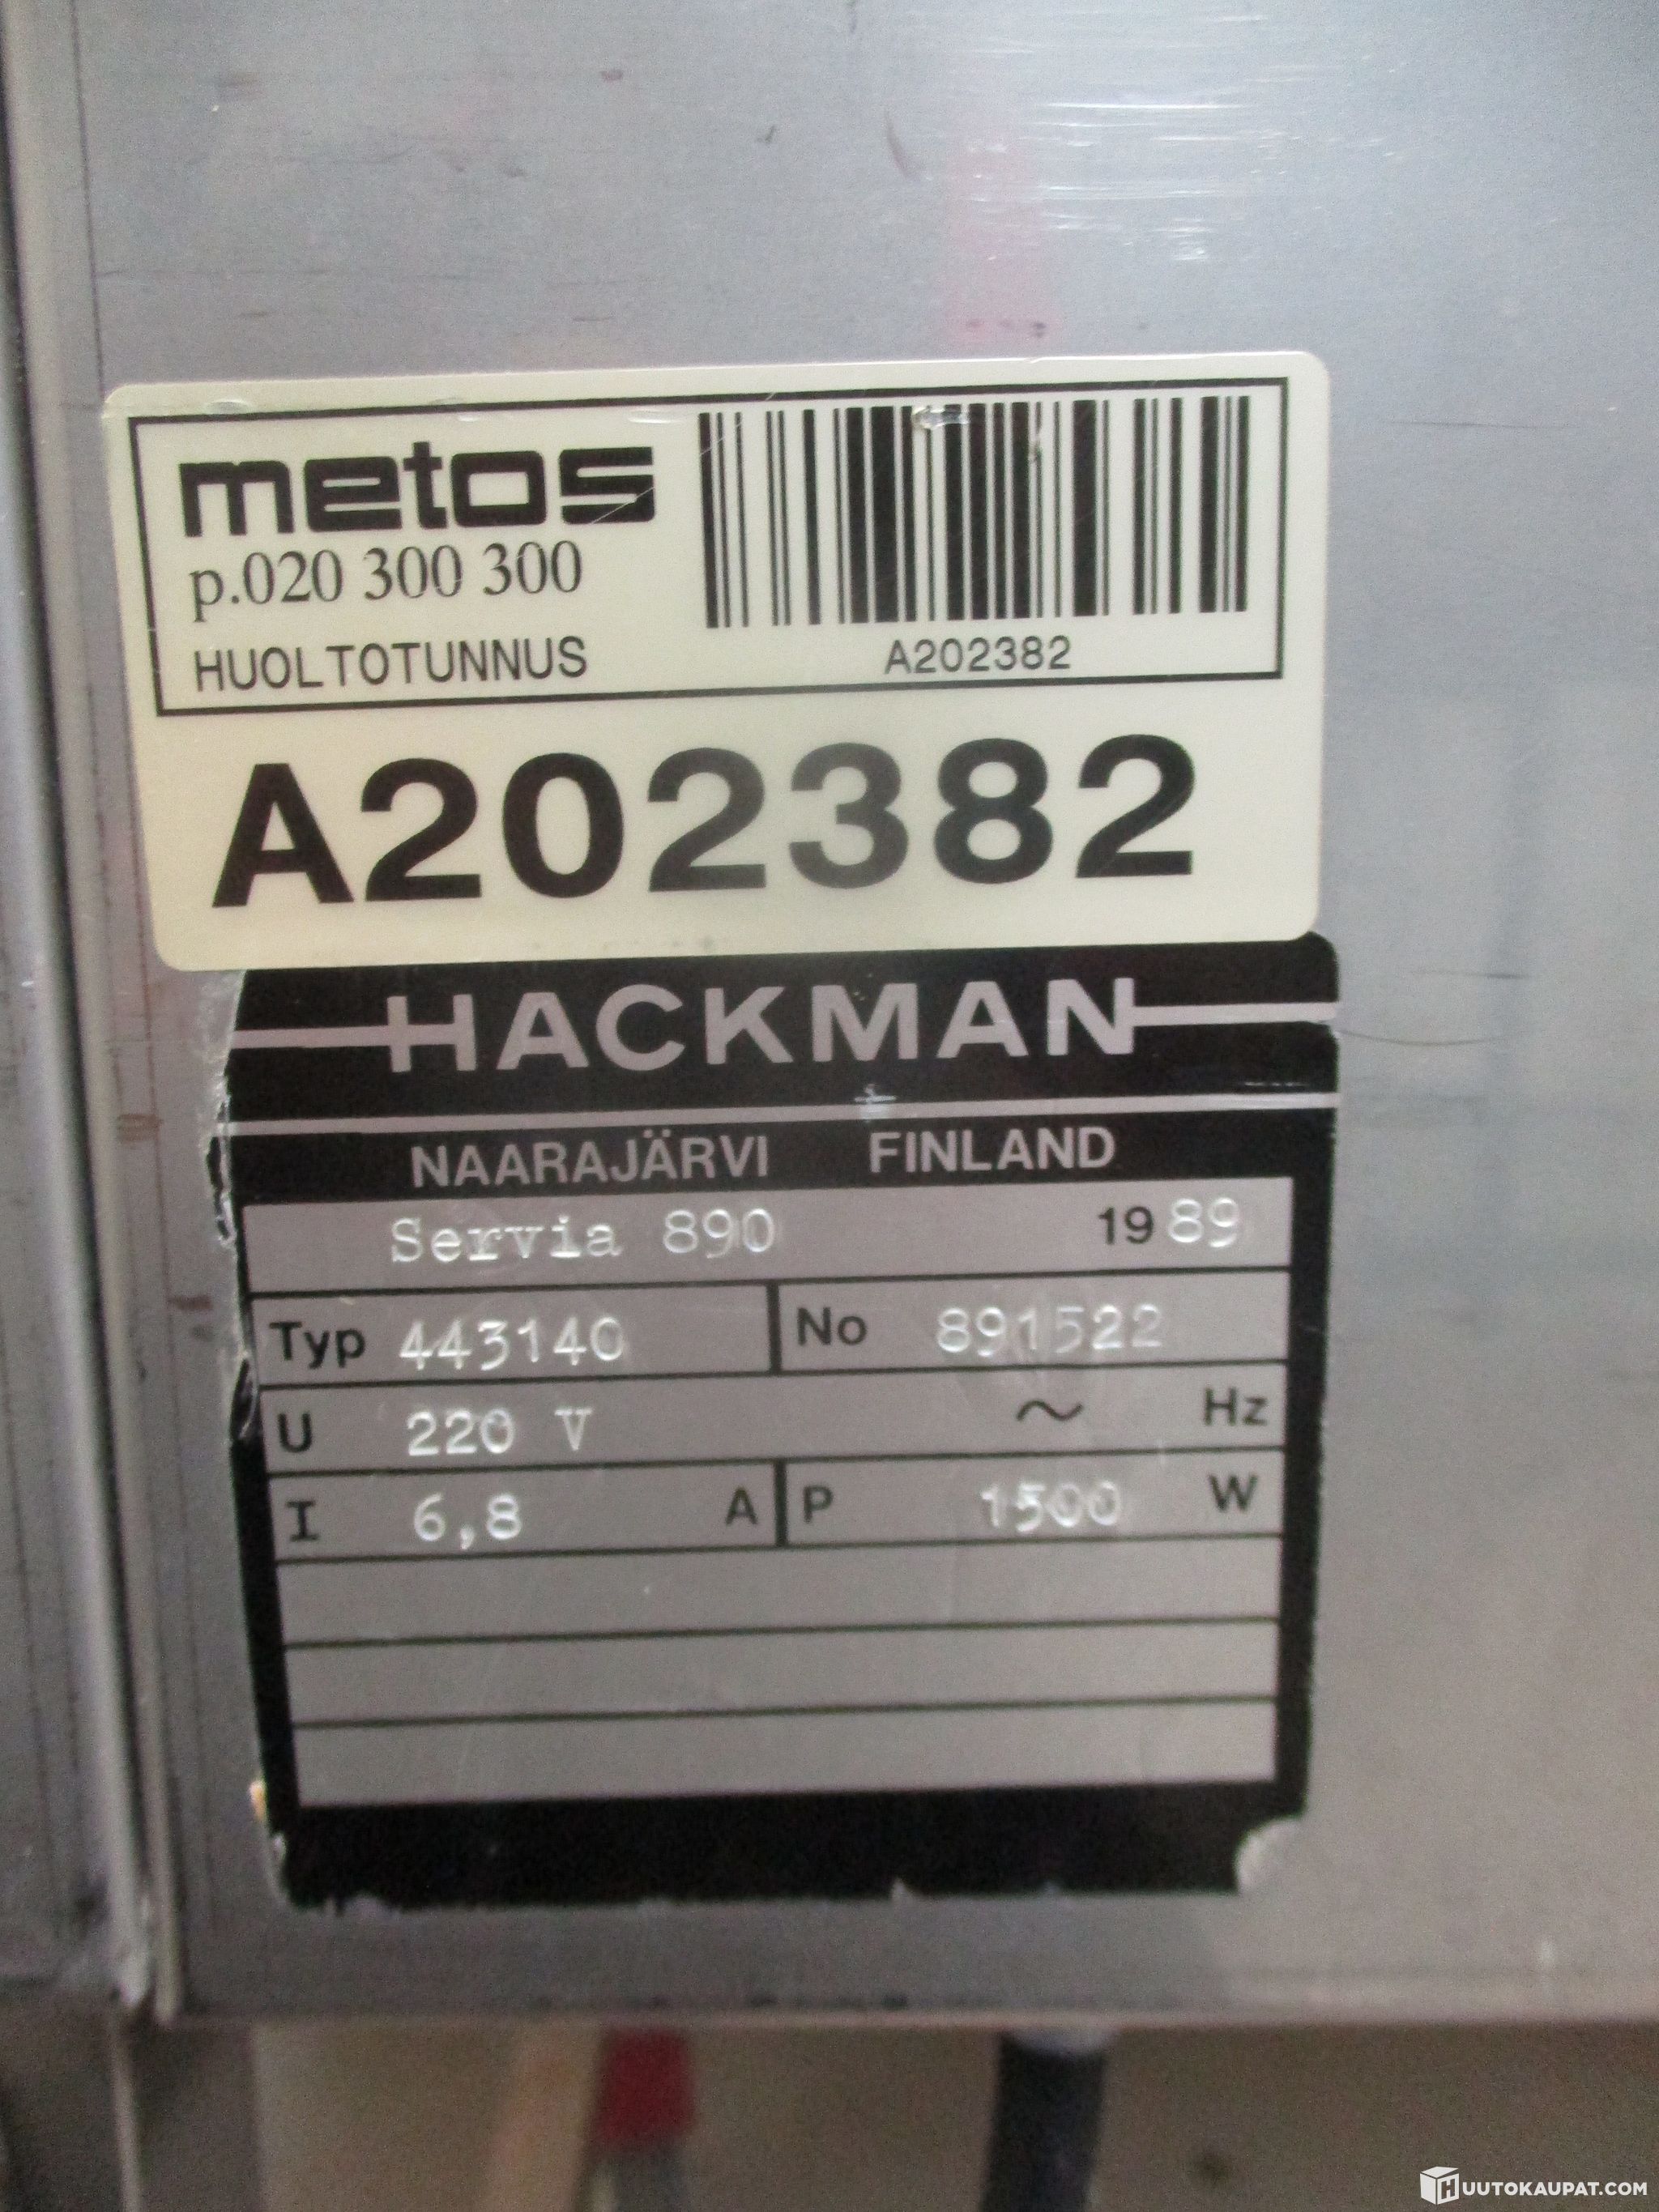 metos
p.020 300 300
HUOLTOTUNNUS
A202382
A202382
HACKMAN
NAARAJÄRVI FINLAND
Servia 890 1989
Typ 443140 No 891522
U 220 V ~ Hz
I 6,8 A P 1500 W
HUUTOKAUPAT.COM